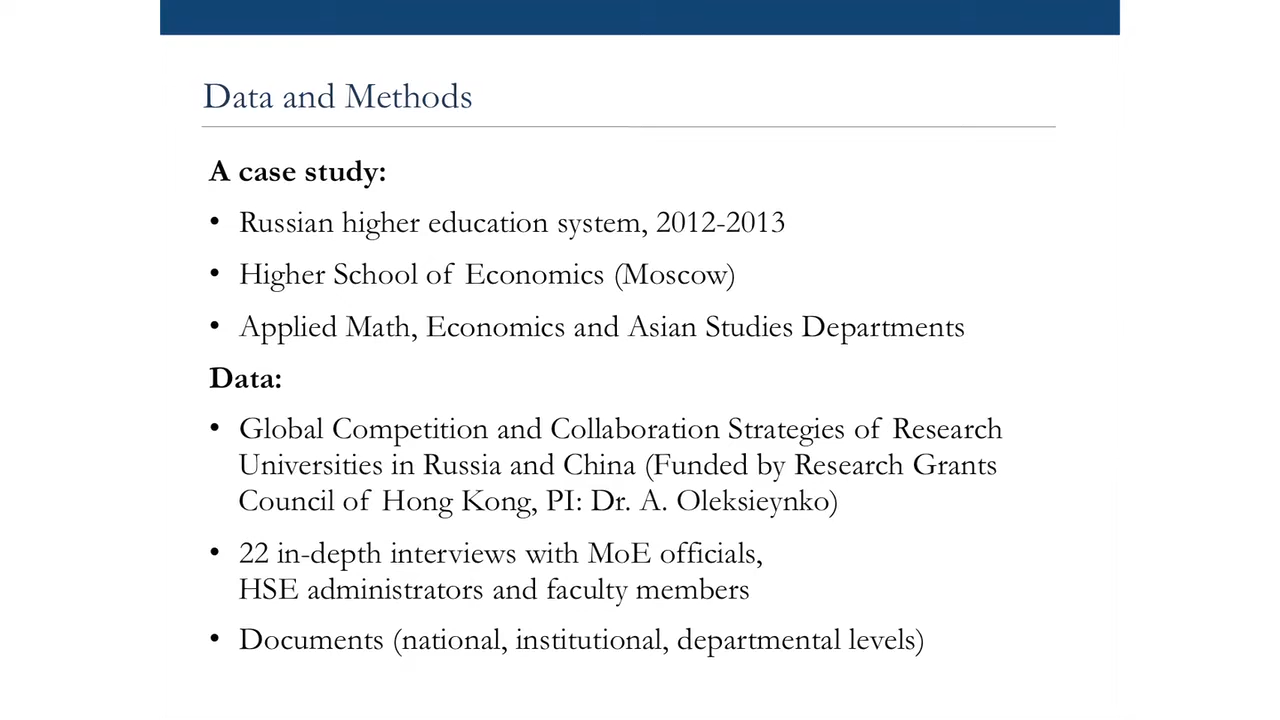 Data and Methods
A case study:
• Russian higher education system, 2012-2013
• Higher School of Economics (Moscow)
• Applied Math, Economics and Asian Studies Departments
Data:
• Global Competition and Collaboration Strategies of Research
Universities in Russia and China (Funded by Research Grants
Council of Hong Kong, PI: Dr. A. Oleksieynko)
• 22 in-depth interviews with MoE officials,
HSE administrators and faculty members
• Documents (national, institutional, departmental levels)